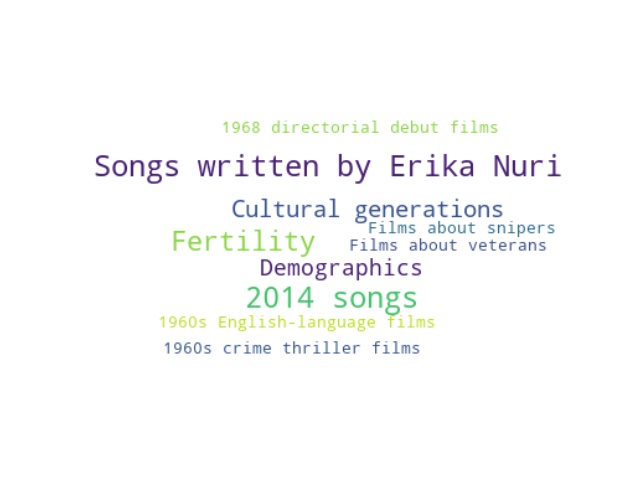 1968 directorial debut films
Songs written by Erika Nuri
Cultural generations
Films about snipers
Fertility
Films about veterans
Demographics
2014 songs
1960s English-language films
1960s crime thriller films